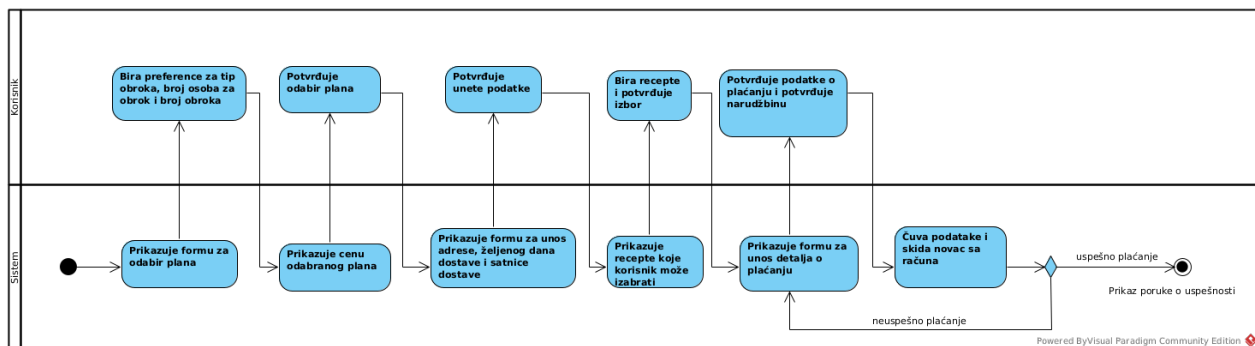 Korisnik
Bira preference za tip
obroka, broj osoba za
obrok i broj obroka
Potvrđuje
odabir plana
Potvrđuje
unete podatke
Bira recepte
i potvrđuje
izbor
Potvrđuje podatke o
plaćanju i potvrđuje
narudžbinu
Sistem
Prikazuje formu za
odabir plana
Prikazuje cenu
odabranog plana
Prikazuje formu za unos
adrese, željenog dana
dostave i satnice
dostave
Prikazuje
recepte koje
korisnik može
izabrati
Prikazuje formu za
unos detalja o
plaćanju
Čuva podatake i
skida novac sa
računa
uspešno plaćanje
Prikaz poruke o uspešnosti
neuspešno plaćanje
Powered ByVisual Paradigm Community Edition